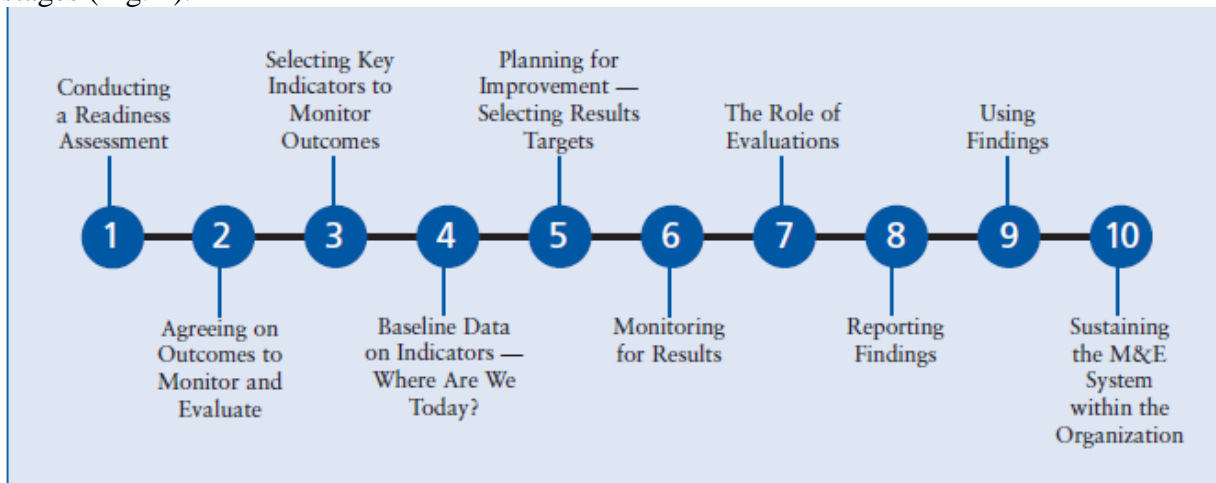 Conducting
a Readiness
Assessment
Selecting Key
Indicators to
Monitor
Outcomes
Planning for
Improvement —
Selecting Results
Targets
The Role of
Evaluations
Using
Findings
1
2
3
4
5
6
7
8
9
10
Agreeing on
Outcomes to
Monitor and
Evaluate
Baseline Data
on Indicators —
Where Are We
Today?
Monitoring
for Results
Reporting
Findings
Sustaining
the M&E
System
within the
Organization